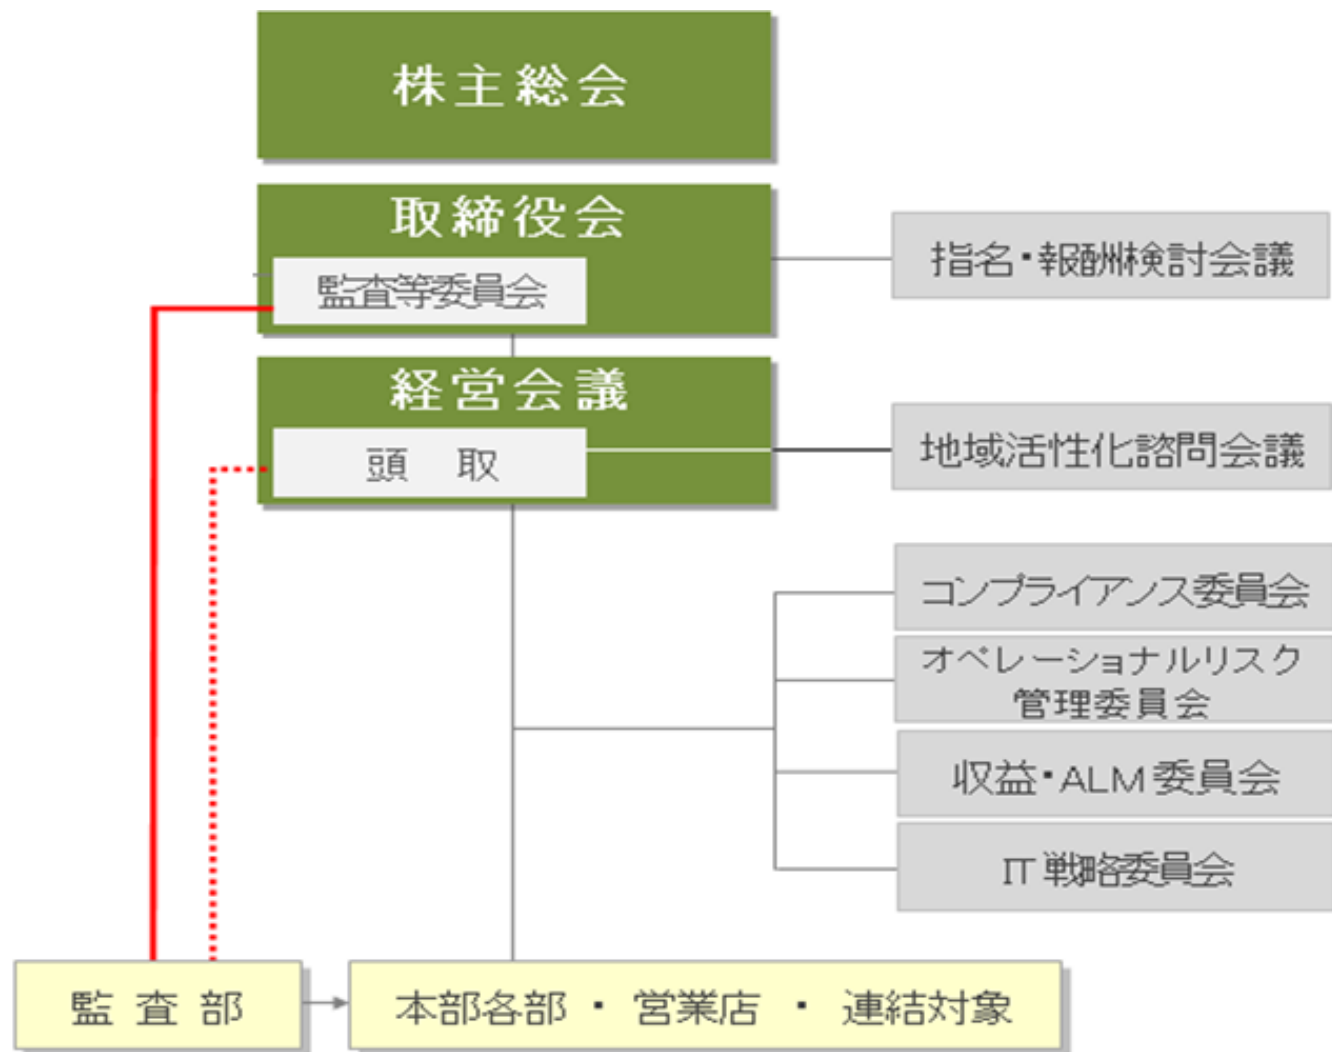 株主総会
取締役会
監査等委員会
指名・報酬検討会議
経営会議
頭 取
地域活性化諮問会議
コンプライアンス委員会
オペレーショナルリスク
管理委員会
収益・ALM委員会
IT戦略委員会
監 査 部
本部各部 ・ 営業店 ・ 連結対象